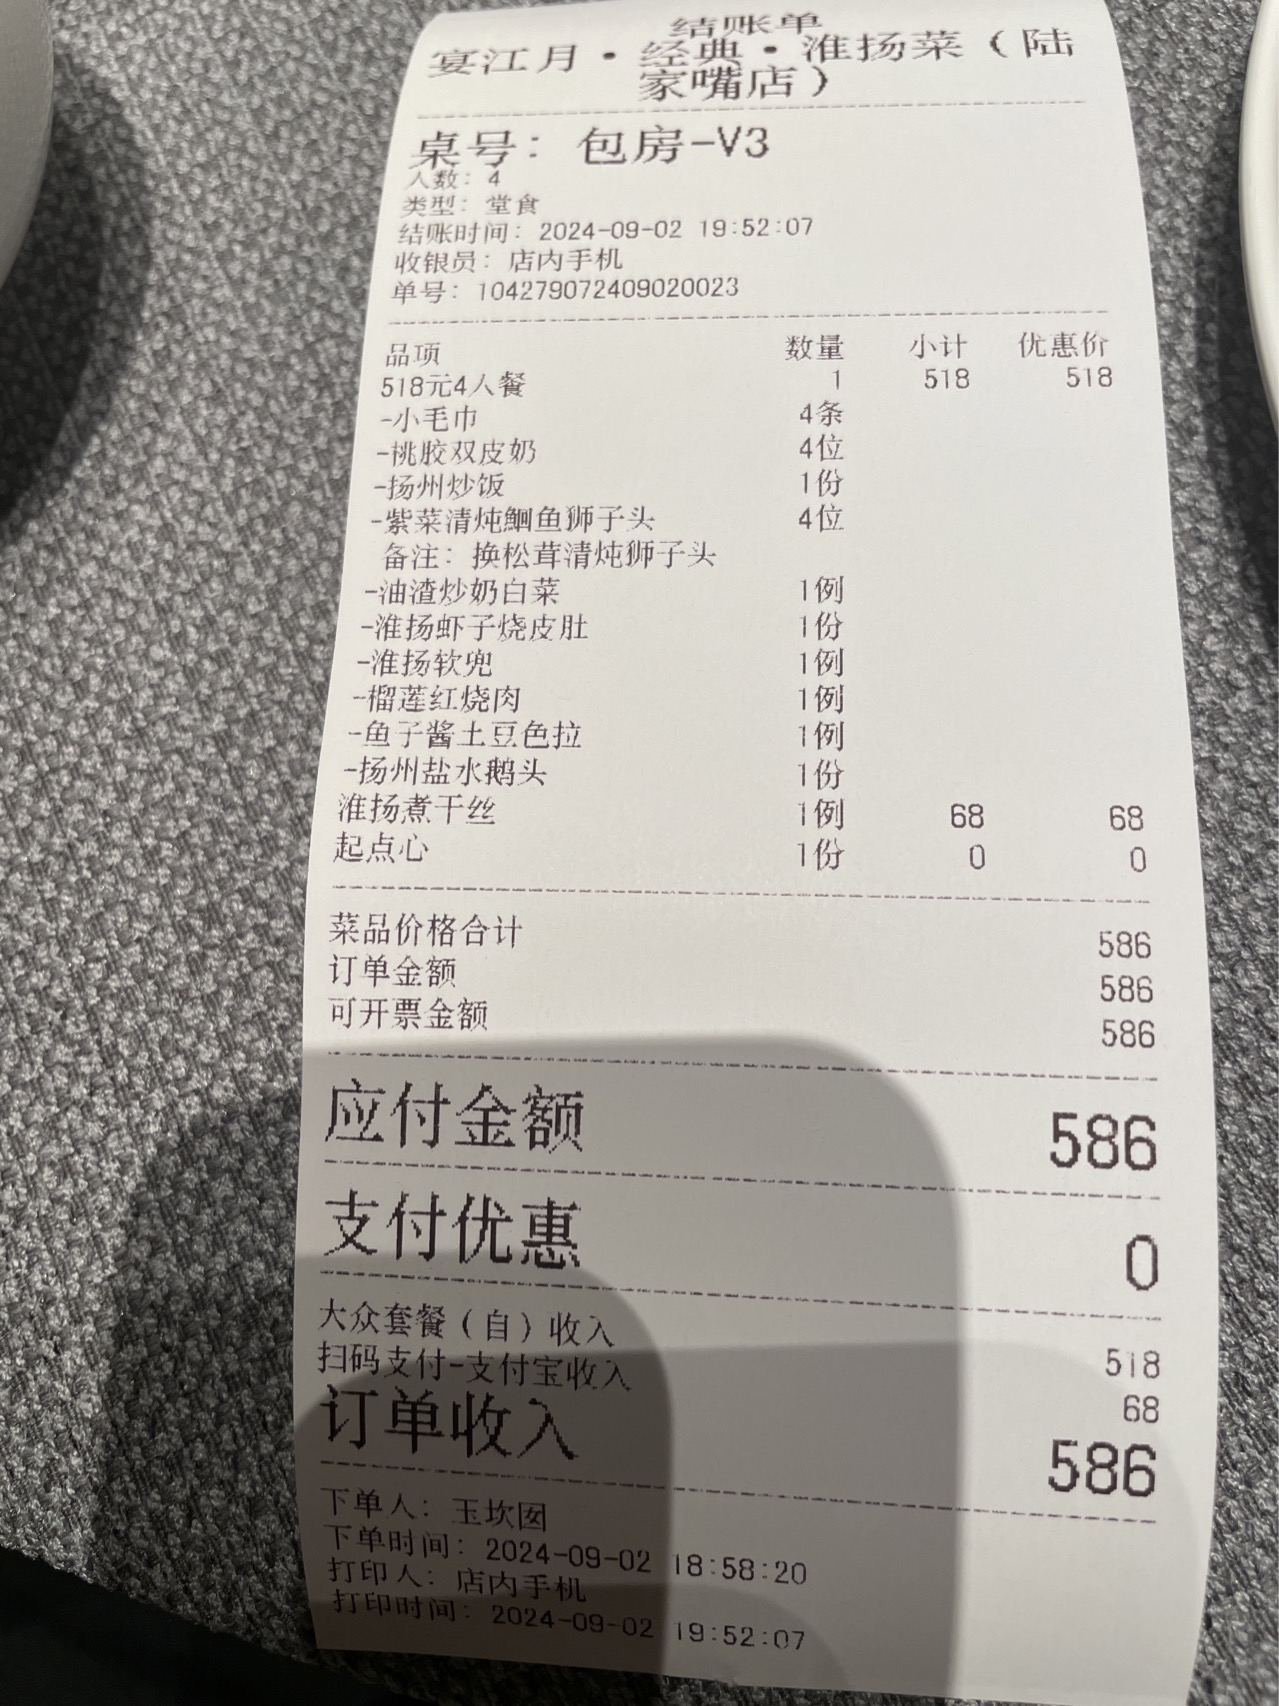 结账单
宴江月·经典·淮扬菜（陆
家嘴店）
桌号：包房-V3
人数：4
类型：堂食
结账时间：2024-09-02 19:52:07
收银员：店内手机
单号：104279072409020023
品项 数量 小计 优惠价
518元4人餐 1 518 518
-小毛巾 4条
-桃胶双皮奶 4位
-扬州炒饭 1份
-紫菜清炖鮰鱼狮子头 4位
备注：换松茸清炖狮子头
-油渣炒奶白菜 1例
-淮扬虾子烧皮肚 1份
-淮扬软兜 1例
-榴莲红烧肉 1例
-鱼子酱土豆色拉 1例
-扬州盐水鹅头 1份
淮扬煮干丝 1例 68 68
起点心 1份 0 0
菜品价格合计 586
订单金额 586
可开票金额 586
应付金额 586
支付优惠 0
大众套餐（自）收入 518
扫码支付-支付宝收入 68
订单收入 586
下单人：玉坎囡
下单时间：2024-09-02 18:58:20
打印人：店内手机
打印时间：2024-09-02 19:52:07